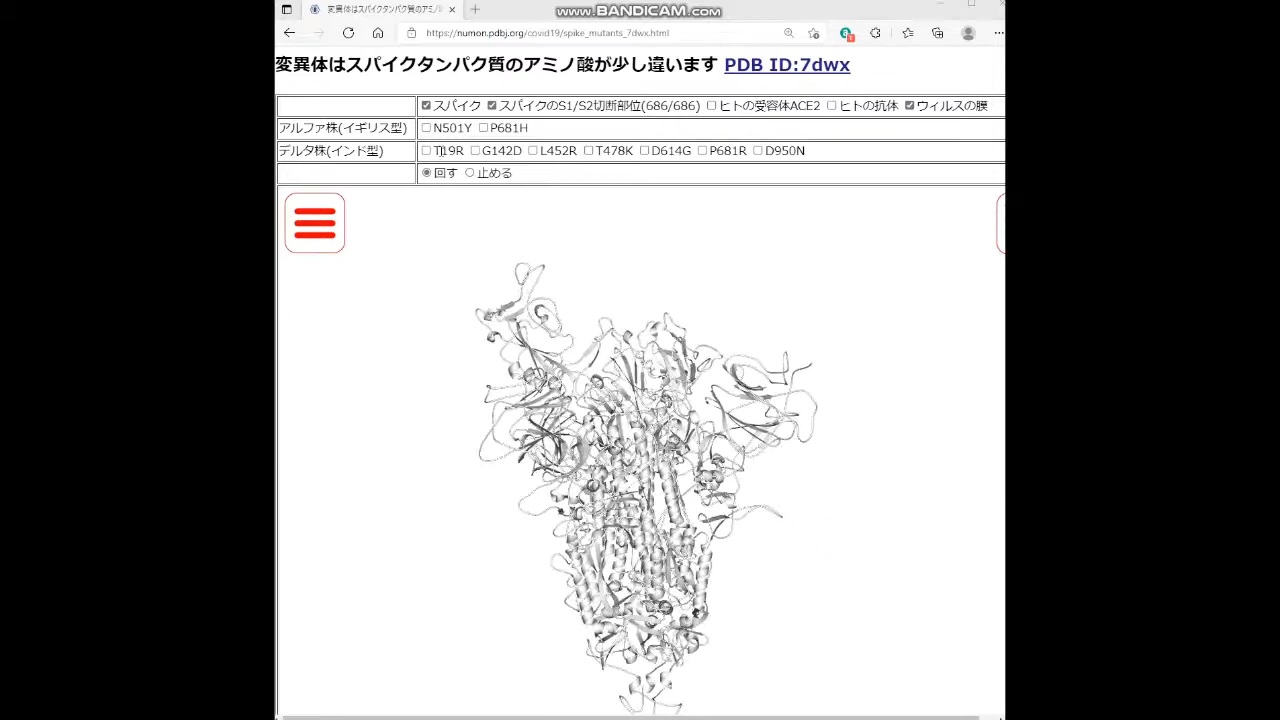 www.BANDICAM.com
変異体はスパイクタンパク質のアミノ
https://numon.pdbj.org/covid19/spike_mutants_7dwx.html
変異体はスパイクタンパク質のアミノ酸が少し違います PDB ID:7dwx
スパイク スパイクのS1/S2切断部位(686/686) ヒトの受容体ACE2 ヒトの抗体 ウィルスの膜
アルファ株(イギリス型) N501Y P681H
デルタ株(インド型) T19R G142D L452R T478K D614G P681R D950N
回す 止める